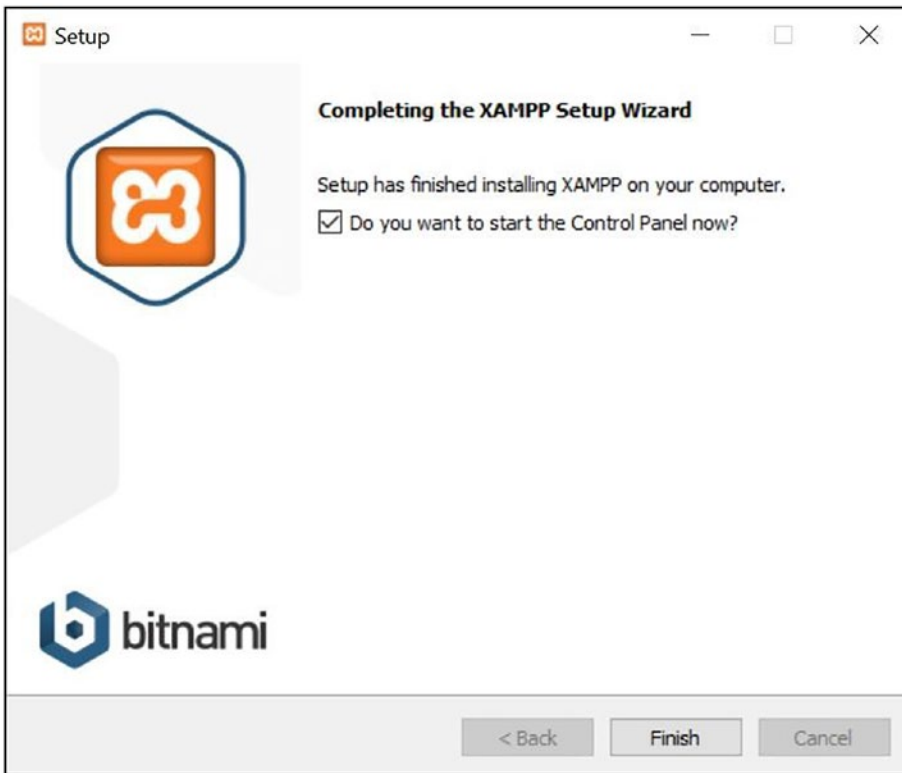 Setup
Completing the XAMPP Setup Wizard
Setup has finished installing XAMPP on your computer.
Do you want to start the Control Panel now?
bitnami
< Back
Finish
Cancel